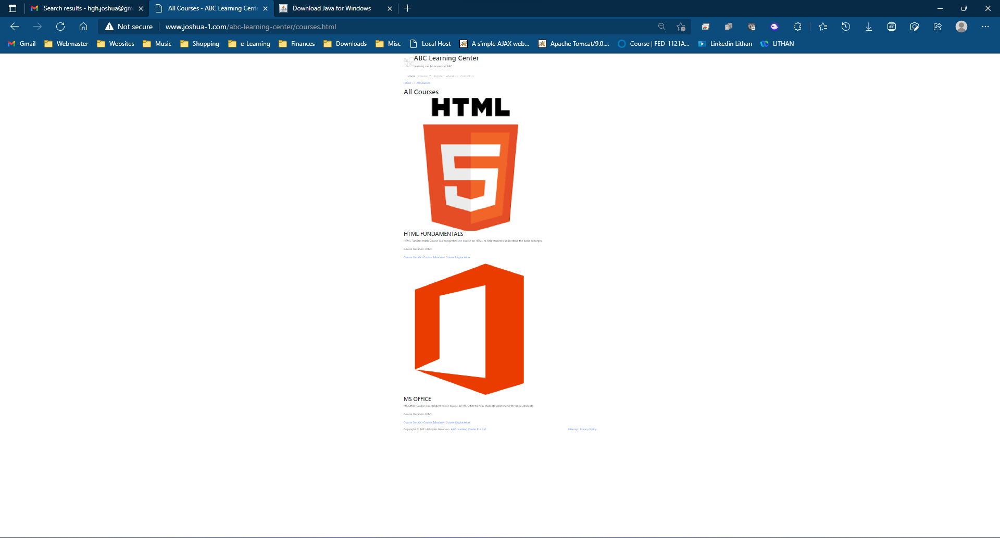 Search results - hgh.joshua@gm
All Courses - ABC Learning Cente
Download Java for Windows
Not secure
www.joshua-1.com/abc-learning-center/courses.html
Gmail
Webmaster
Websites
Music
Shopping
e-Learning
Finances
Downloads
Misc
Local Host
A simple AJAX web...
Apache Tomcat/9.0....
Course | FED-1121A...
Linkedin Lithan
LITHAN
ABC Learning Center
Learning can be as easy as ABC
Home Courses Register About Us Contact Us
Home >> All Courses
All Courses
HTML
5
HTML FUNDAMENTALS
HTML Fundamentals Course is a comprehensive course on HTML to help students understand the basic concepts.
Course Duration: 30hrs
Course Details - Course Schedule - Course Registration
MS OFFICE
MS Office Course is a comprehensive course on MS Office to help students understand the basic concepts.
Course Duration: 30hrs
Course Details - Course Schedule - Course Registration
Copyright © 2021 All rights Reserves - ABC Learning Center Pte. Ltd.
Sitemap - Privacy Policy